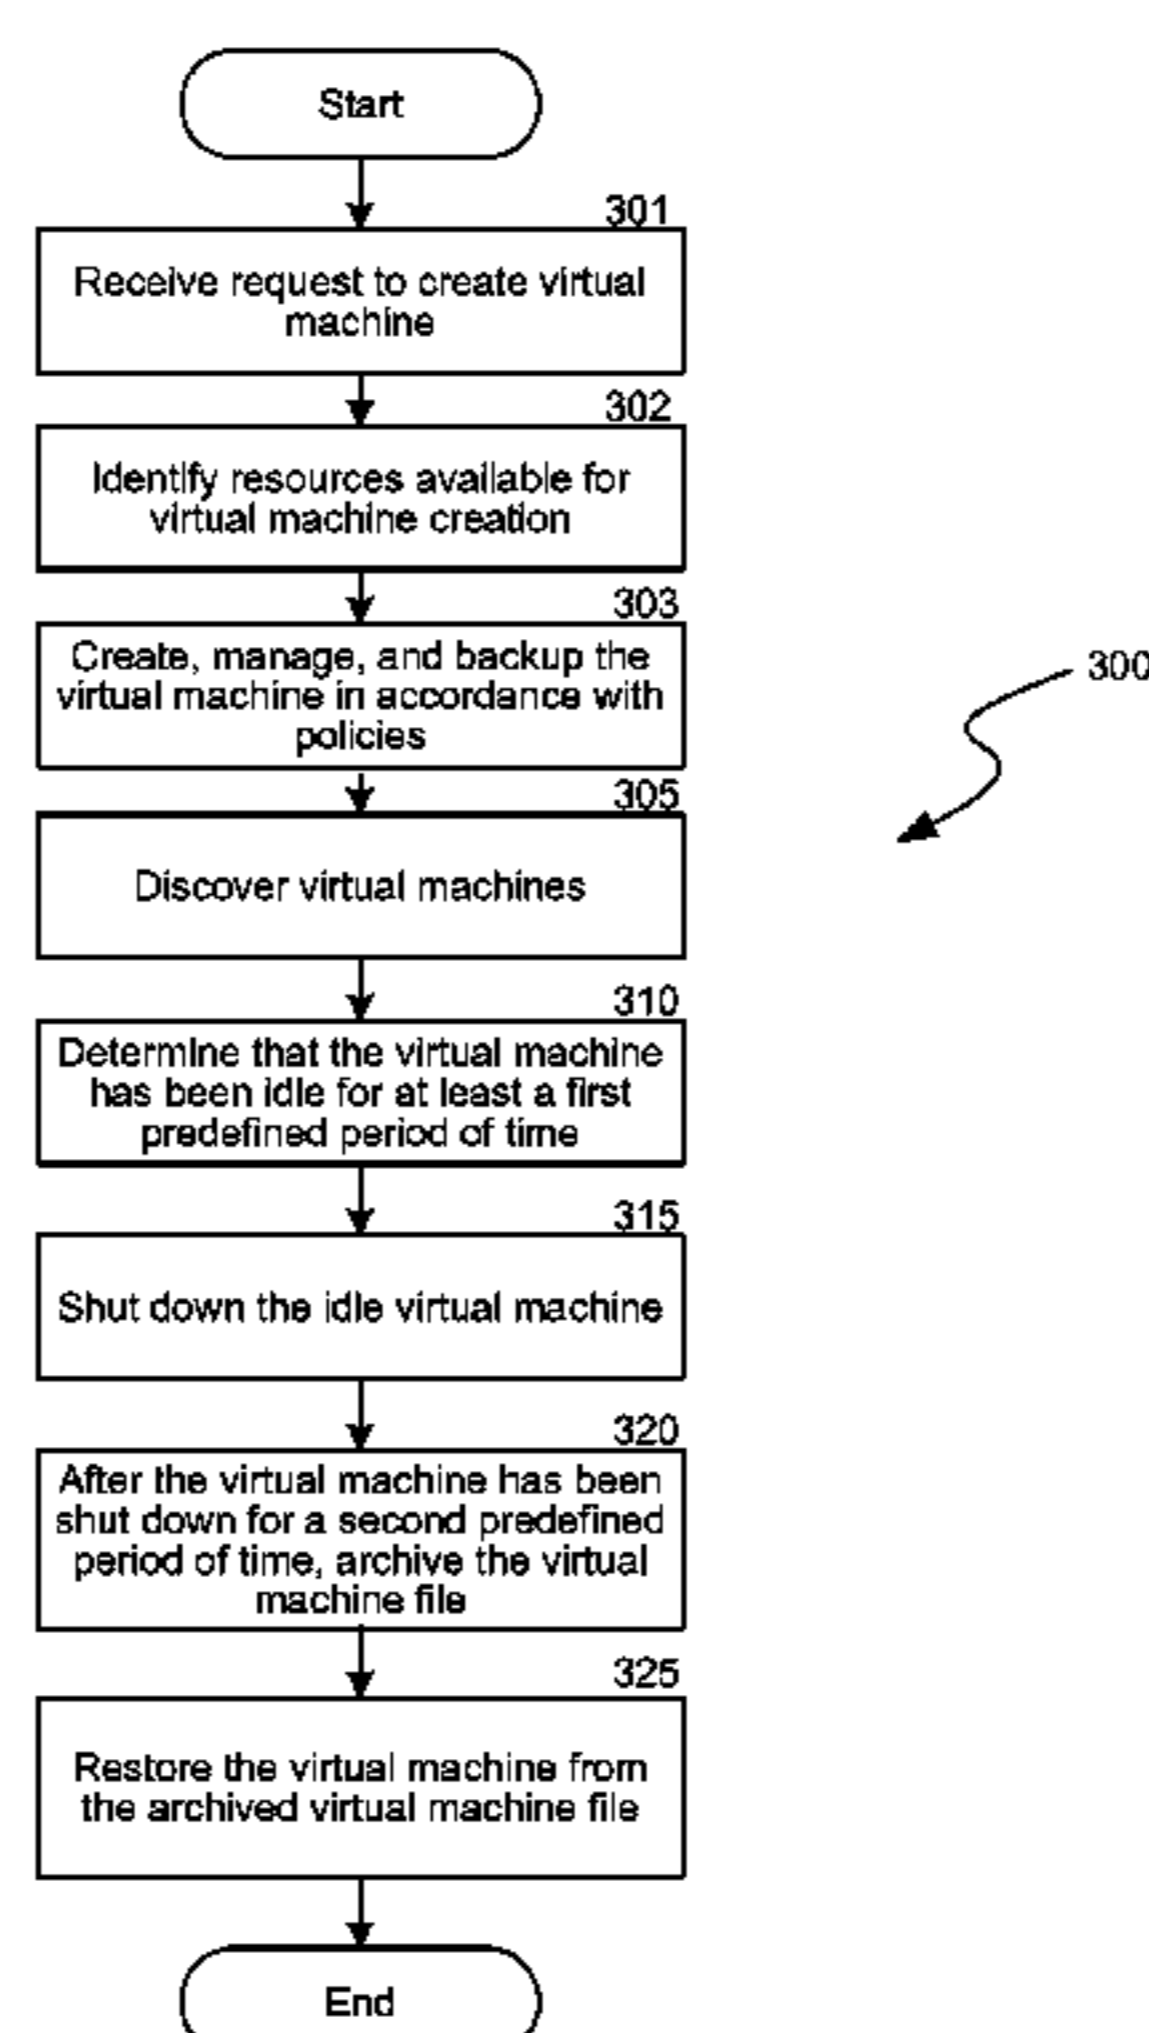 Start
301
Receive request to create virtual
machine
302
Identify resources available for
virtual machine creation
303
Create, manage, and backup the
virtual machine in accordance with
policies
300
305
Discover virtual machines
310
Determine that the virtual machine
has been idle for at least a first
predefined period of time
315
Shut down the idle virtual machine
320
After the virtual machine has been
shut down for a second predefined
period of time, archive the virtual
machine file
325
Restore the virtual machine from
the archived virtual machine file
End